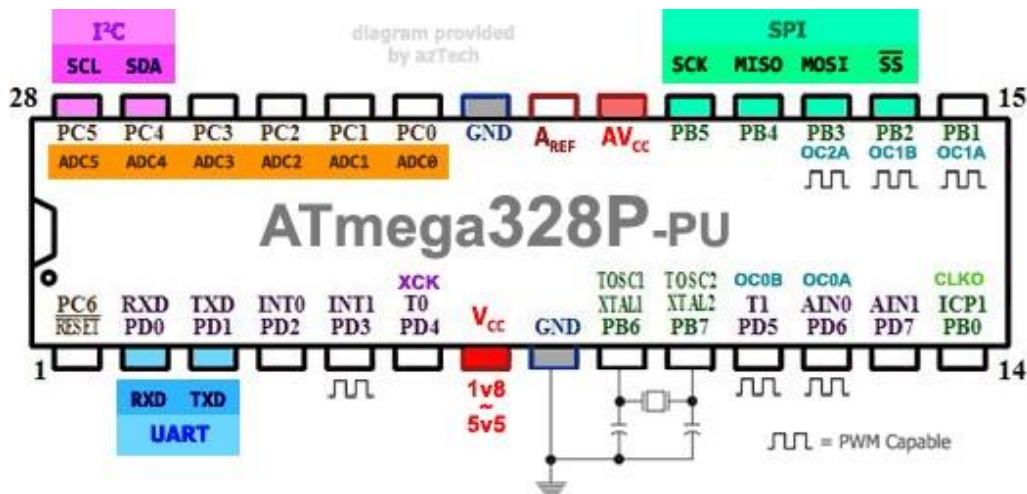 I²C
diagram provided
by azTech
SPI
SCL SDA
SCK MISO MOSI SS
28
15
PC5 PC4 PC3 PC2 PC1 PC0 GND AREF AVCC PB5 PB4 PB3 PB2 PB1
ADC5 ADC4 ADC3 ADC2 ADC1 ADC0
OC2A OC1B OC1A
ATmega328P-PU
XCK
TOSC1 TOSC2 OC0B OC0A CLKO
PC6 RXD TXD INT0 INT1 T0 XTAL1 XTAL2 T1 AIN0 AIN1 ICP1
RESET PD0 PD1 PD2 PD3 PD4 VCC GND PB6 PB7 PD5 PD6 PD7 PB0
1
14
RXD TXD
UART
1v8
~
5v5
= PWM Capable